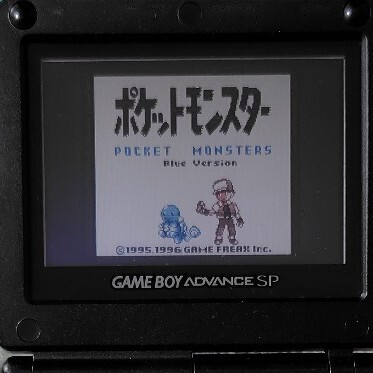 ポケットモンスター
POCKET MONSTERS
Blue Version
©1995.1996 GAME FREAK Inc.
GAME BOY ADVANCE SP